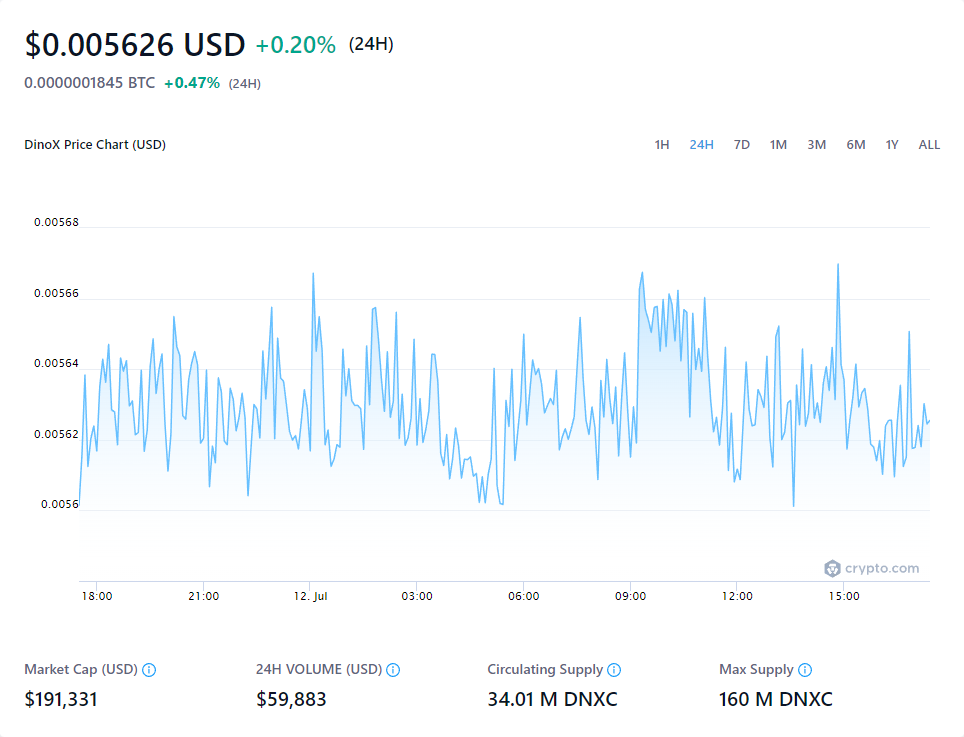 $0.005626 USD +0.20% (24H)
0.0000001845 BTC +0.47% (24H)
DinoX Price Chart (USD) 1H 24H 7D 1M 3M 6M 1Y ALL
0.00568
0.00566
0.00564
0.00562
0.0056
crypto.com
18:00 21:00 12. Jul 03:00 06:00 09:00 12:00 15:00
Market Cap (USD) 24H VOLUME (USD) Circulating Supply Max Supply
$191,331 $59,883 34.01 M DNXC 160 M DNXC